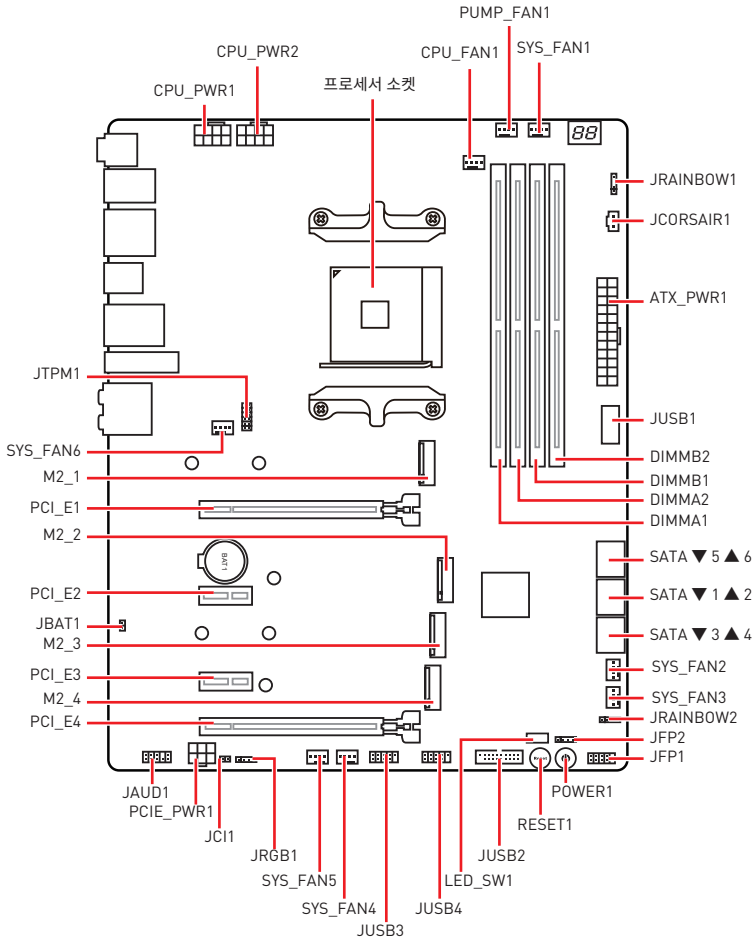 PUMP_FAN1
CPU_PWR2
CPU_FAN1
SYS_FAN1
CPU_PWR1
프로세서 소켓
88
JRAINBOW1
JCORSAIR1
ATX_PWR1
JTPM1
JUSB1
SYS_FAN6
DIMMB2
M2_1
DIMMB1
PCI_E1
DIMMA2
DIMMA1
M2_2
BAT1
SATA ▼ 5 ▲ 6
PCI_E2
SATA ▼ 1 ▲ 2
JBAT1
M2_3
SATA ▼ 3 ▲ 4
PCI_E3
SYS_FAN2
M2_4
SYS_FAN3
PCI_E4
JRAINBOW2
JFP2
JFP1
JAUD1
PCIE_PWR1
POWER1
JCI1
RESET1
JRGB1
JUSB2
SYS_FAN5
LED_SW1
SYS_FAN4
JUSB4
JUSB3